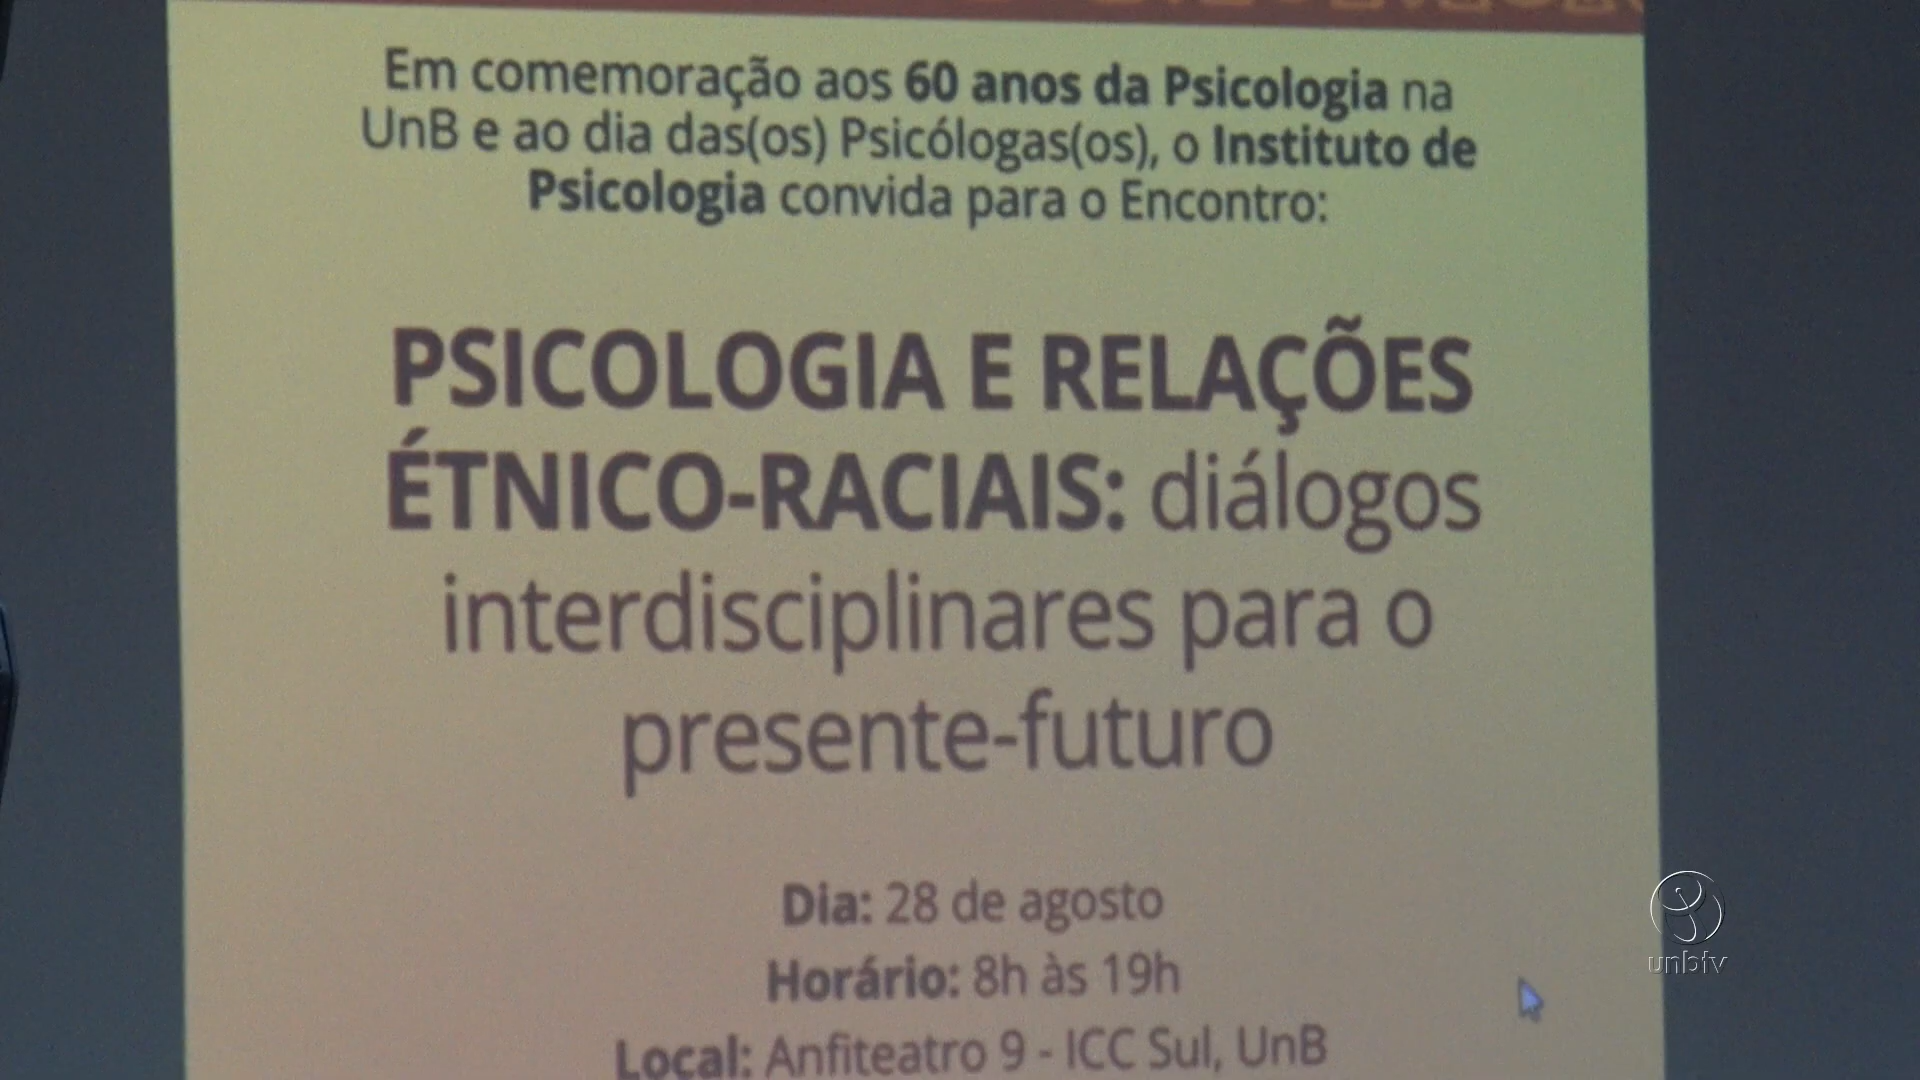 Em comemoração aos 60 anos da Psicologia na
UnB e ao dia das(os) Psicólogas(os), o Instituto de
Psicologia convida para o Encontro:
PSICOLOGIA E RELAÇÕES
ÉTNICO-RACIAIS: diálogos
interdisciplinares para o
presente-futuro
Dia: 28 de agosto
Horário: 8h às 19h
Local: Anfiteatro 9 - ICC Sul, UnB
unbtv